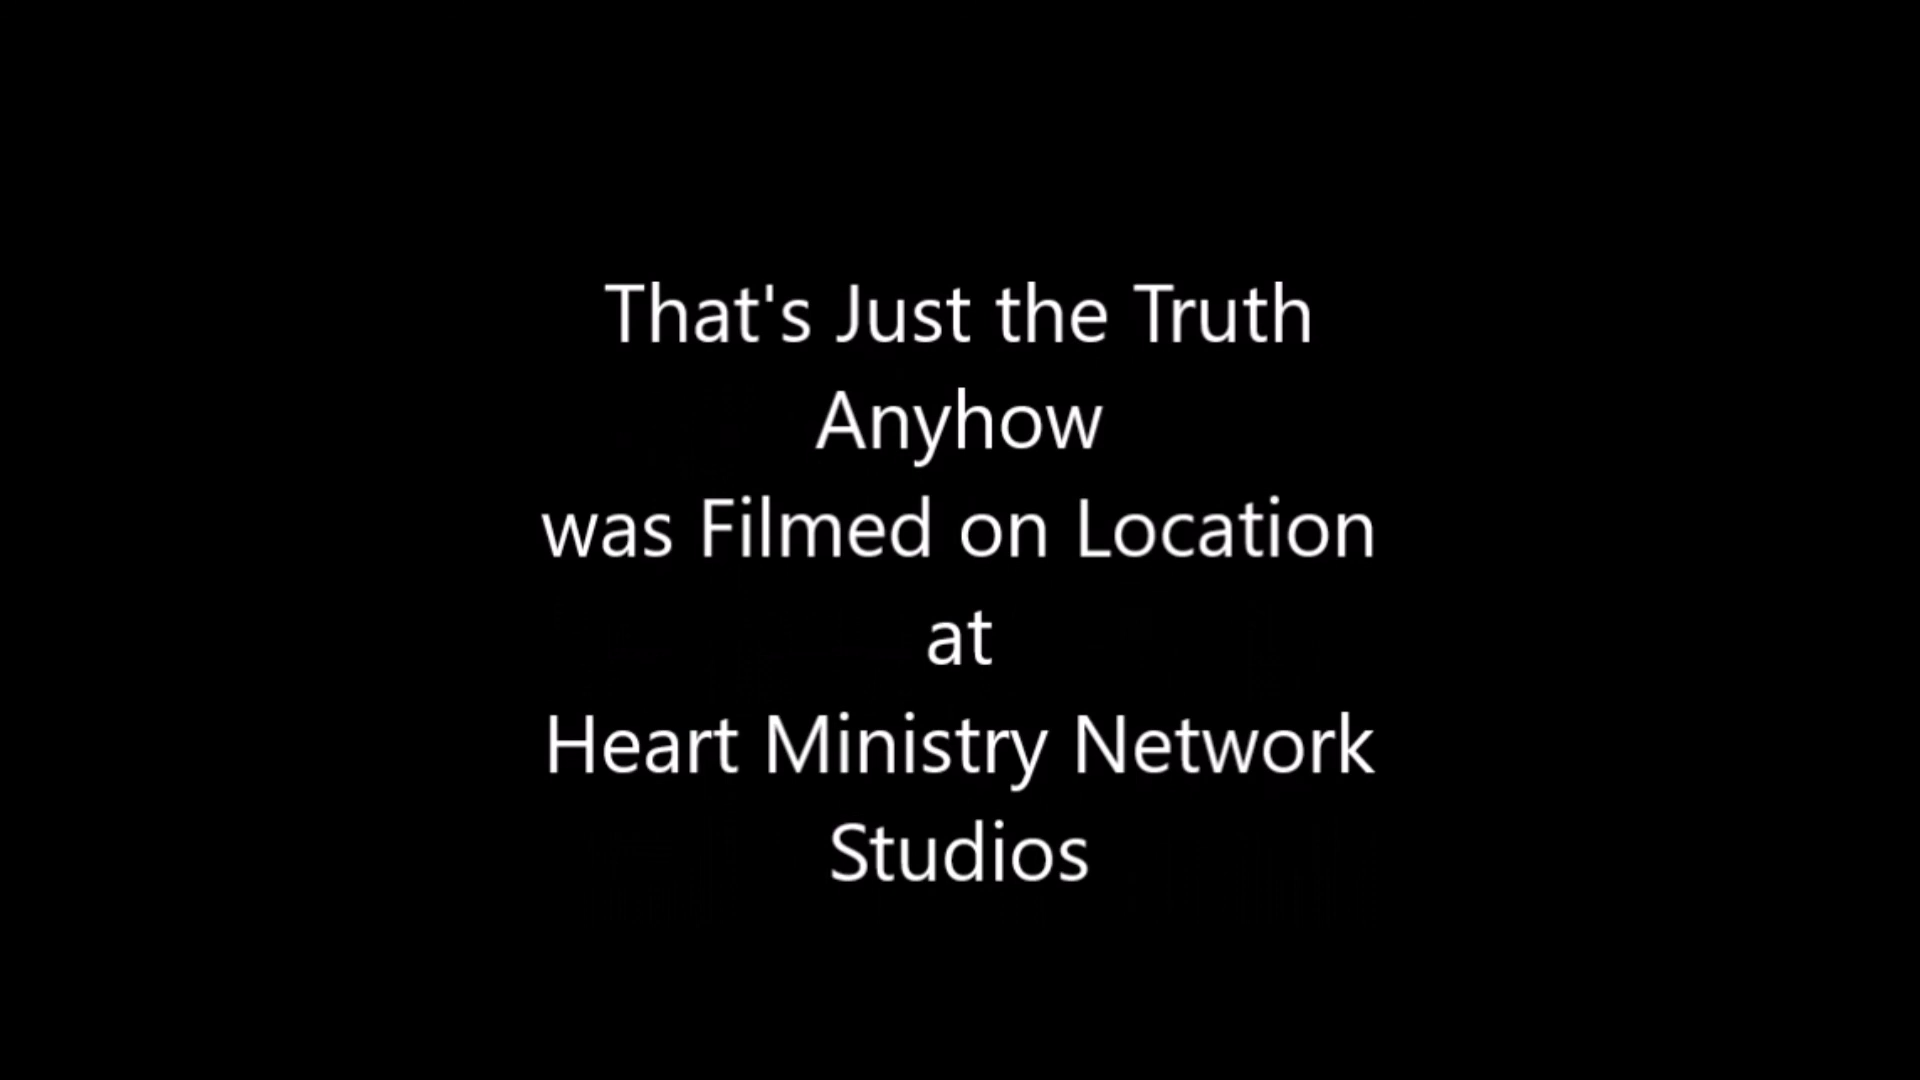 That's Just the Truth
Anyhow
was Filmed on Location
at
Heart Ministry Network
Studios